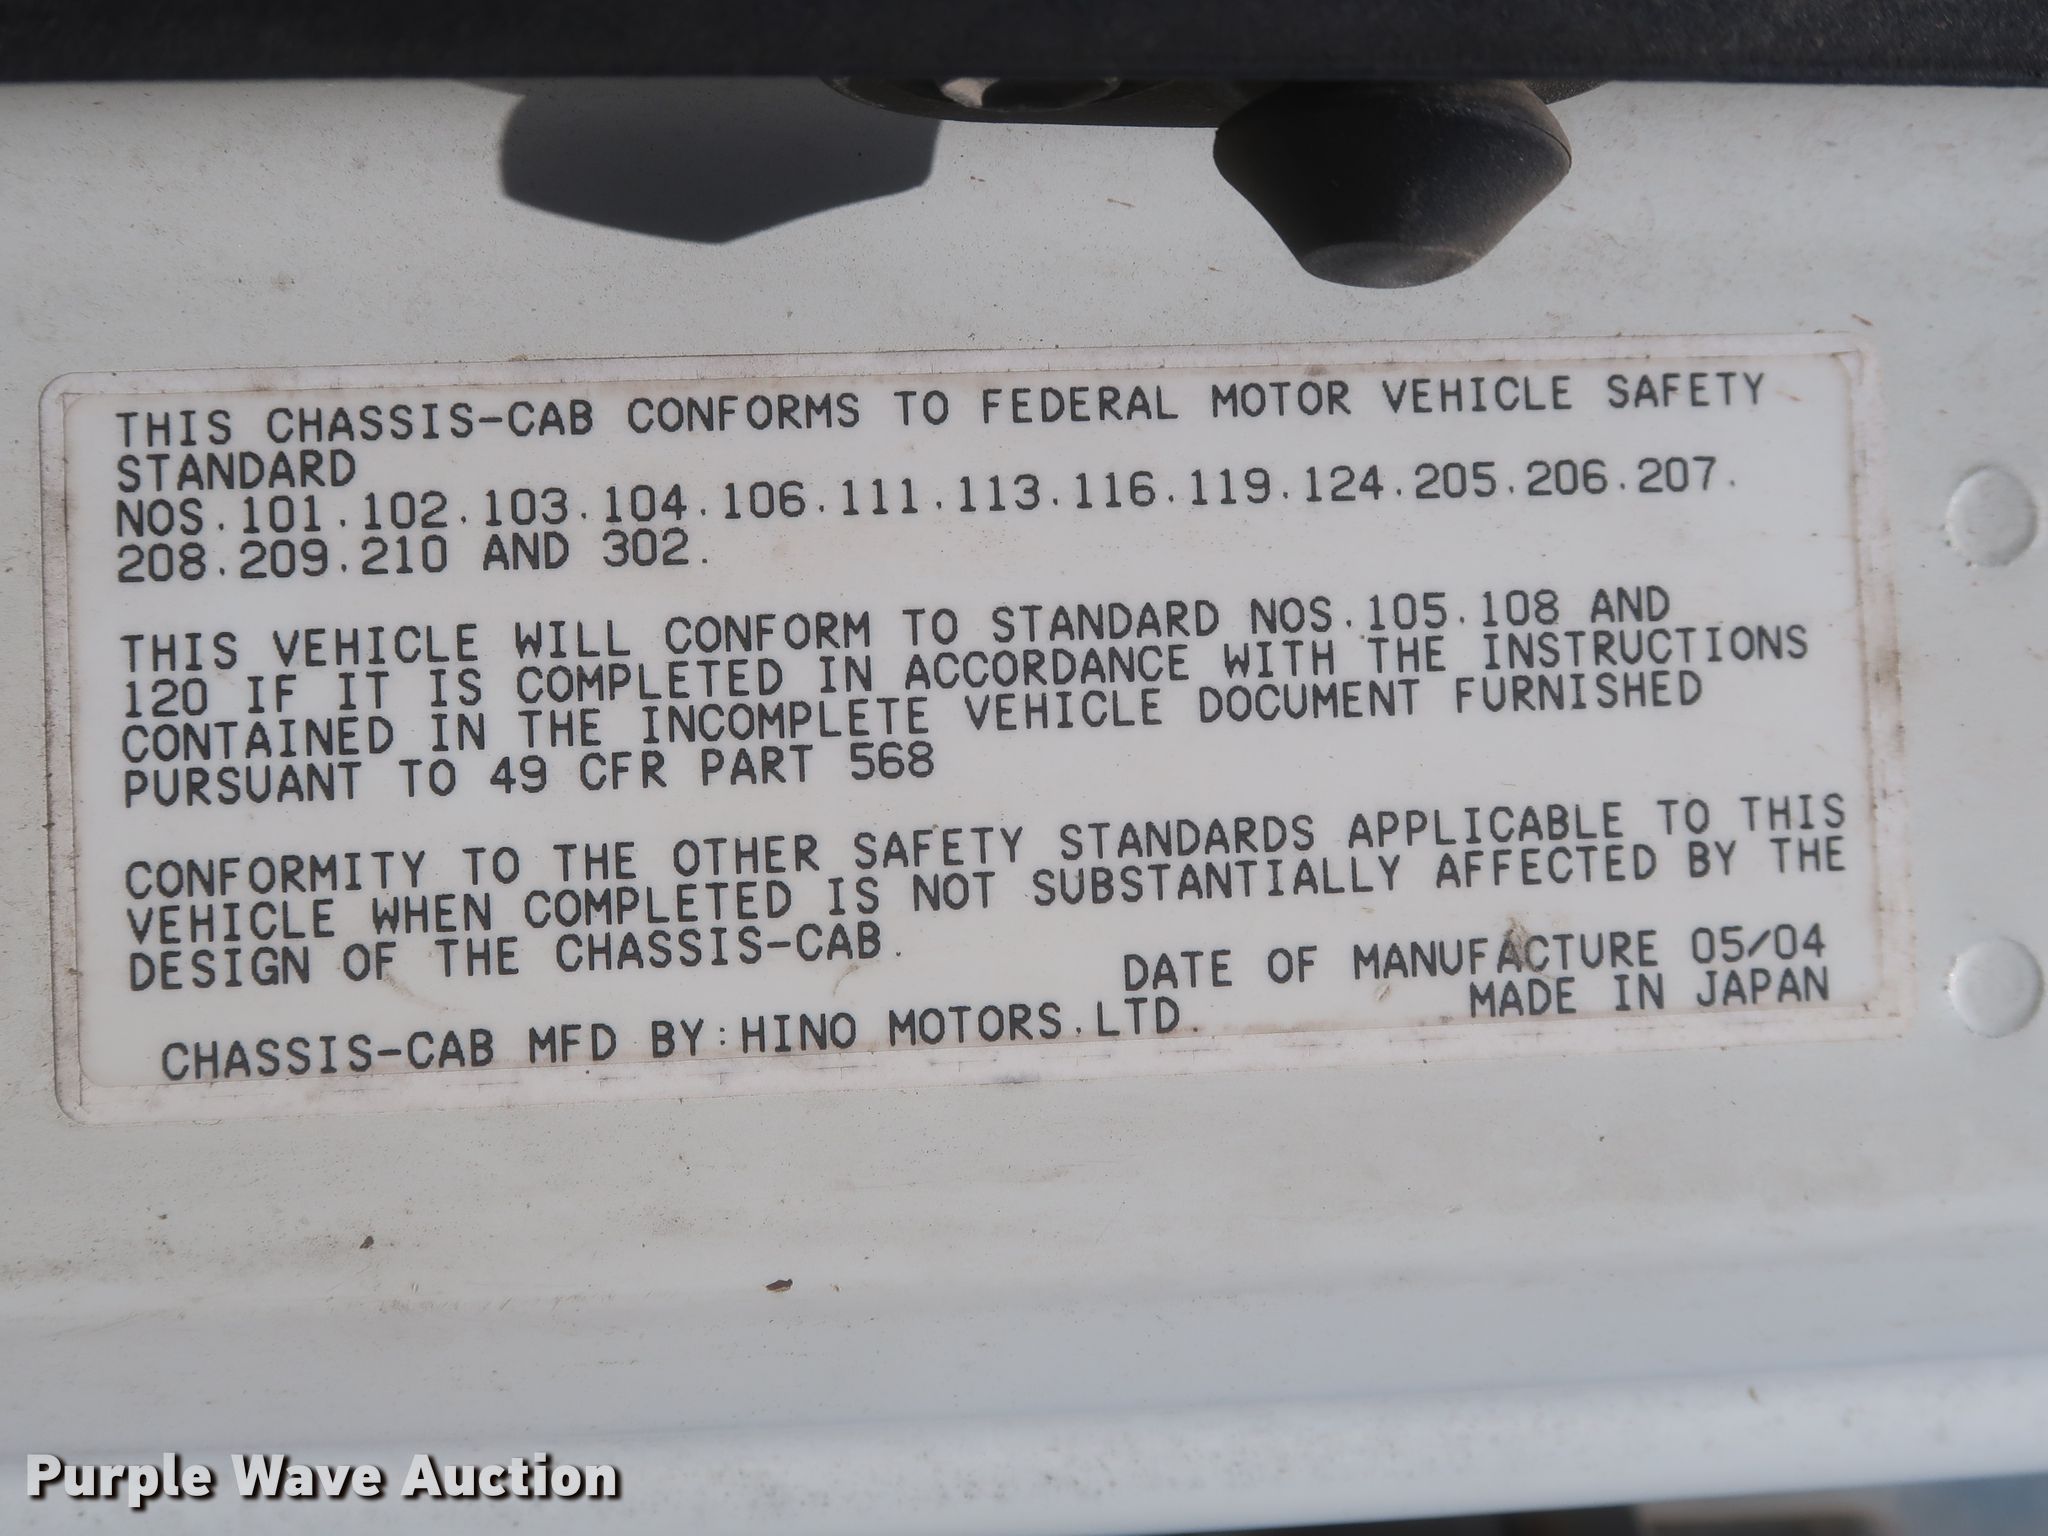 THIS CHASSIS-CAB CONFORMS TO FEDERAL MOTOR VEHICLE SAFETY
STANDARD
NOS.101.102.103.104.106.111.113.116.119.124.205.206.207.
208.209.210 AND 302.
THIS VEHICLE WILL CONFORM TO STANDARD NOS.105.108 AND
120 IF IT IS COMPLETED IN ACCORDANCE WITH THE INSTRUCTIONS
CONTAINED IN THE INCOMPLETE VEHICLE DOCUMENT FURNISHED
PURSUANT TO 49 CFR PART 568
CONFORMITY TO THE OTHER SAFETY STANDARDS APPLICABLE TO THIS
VEHICLE WHEN COMPLETED IS NOT SUBSTANTIALLY AFFECTED BY THE
DESIGN OF THE CHASSIS-CAB.
DATE OF MANUFACTURE 05/04
CHASSIS-CAB MFD BY:HINO MOTORS.LTD.
MADE IN JAPAN
Purple Wave Auction